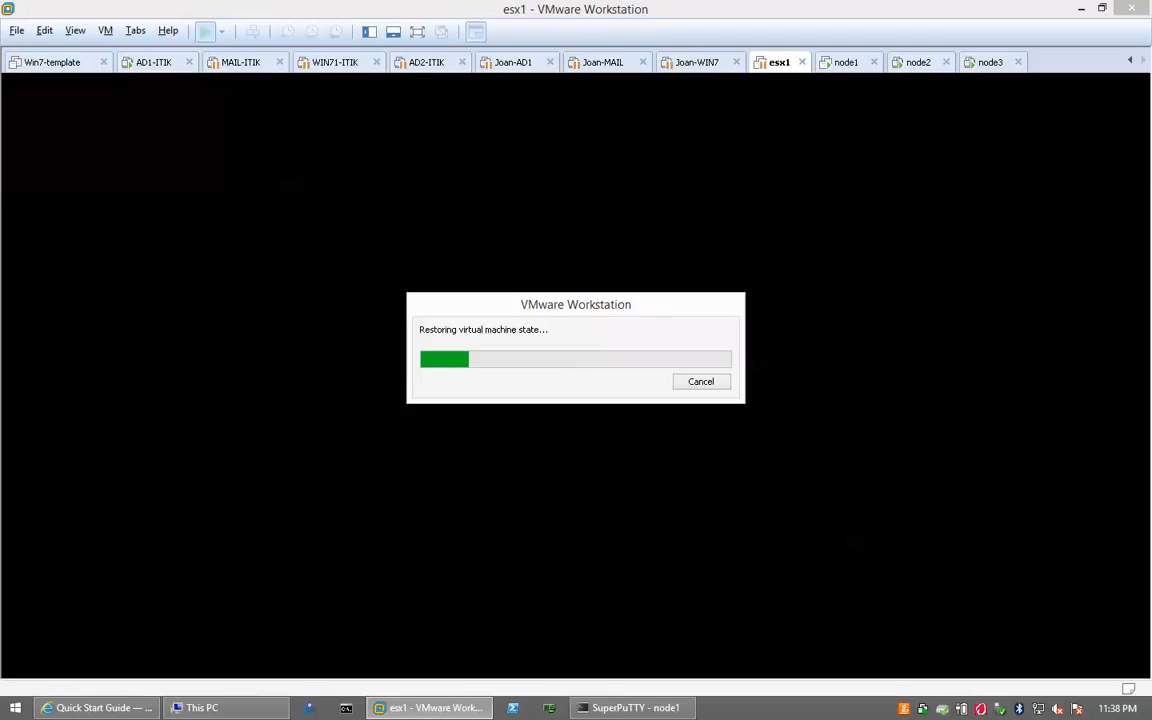 esx1 - VMware Workstation
File Edit View VM Tabs Help
Win7-template AD1-ITIK MAIL-ITIK WIN71-ITIK AD2-ITIK Joan-AD1 Joan-MAIL Joan-WIN7 esx1 node1 node2 node3
VMware Workstation
Restoring virtual machine state...
Cancel
Quick Start Guide — ... This PC esx1 - VMware Work... SuperPuTTY - node1 11:38 PM